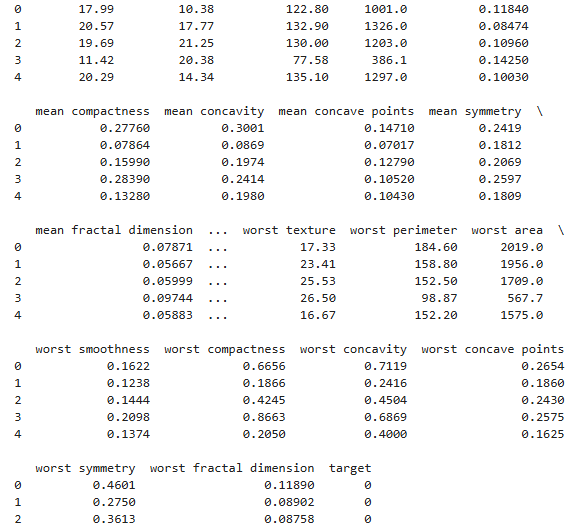 0 17.99 10.38 122.80 1001.0 0.11840
1 20.57 17.77 132.90 1326.0 0.08474
2 19.69 21.25 130.00 1203.0 0.10960
3 11.42 20.38 77.58 386.1 0.14250
4 20.29 14.34 135.10 1297.0 0.10030
mean compactness mean concavity mean concave points mean symmetry \
0 0.27760 0.3001 0.14710 0.2419
1 0.07864 0.0869 0.07017 0.1812
2 0.15990 0.1974 0.12790 0.2069
3 0.28390 0.2414 0.10520 0.2597
4 0.13280 0.1980 0.10430 0.1809
mean fractal dimension ... worst texture worst perimeter worst area \
0 0.07871 ... 17.33 184.60 2019.0
1 0.05667 ... 23.41 158.80 1956.0
2 0.05999 ... 25.53 152.50 1709.0
3 0.09744 ... 26.50 98.87 567.7
4 0.05883 ... 16.67 152.20 1575.0
worst smoothness worst compactness worst concavity worst concave points
0 0.1622 0.6656 0.7119 0.2654
1 0.1238 0.1866 0.2416 0.1860
2 0.1444 0.4245 0.4504 0.2430
3 0.2098 0.8663 0.6869 0.2575
4 0.1374 0.2050 0.4000 0.1625
worst symmetry worst fractal dimension target
0 0.4601 0.11890 0
1 0.2750 0.08902 0
2 0.3613 0.08758 0